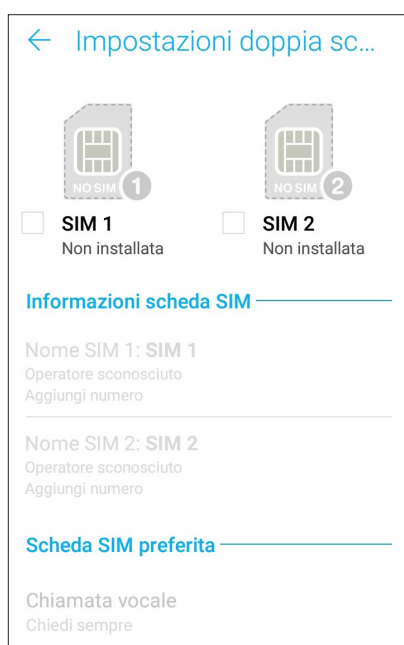 Impostazioni doppia sc...
NO SIM 1
NO SIM 2
SIM 1
Non installata
SIM 2
Non installata
Informazioni scheda SIM
Nome SIM 1: SIM 1
Operatore sconosciuto
Aggiungi numero
Nome SIM 2: SIM 2
Operatore sconosciuto
Aggiungi numero
Scheda SIM preferita
Chiamata vocale
Chiedi sempre